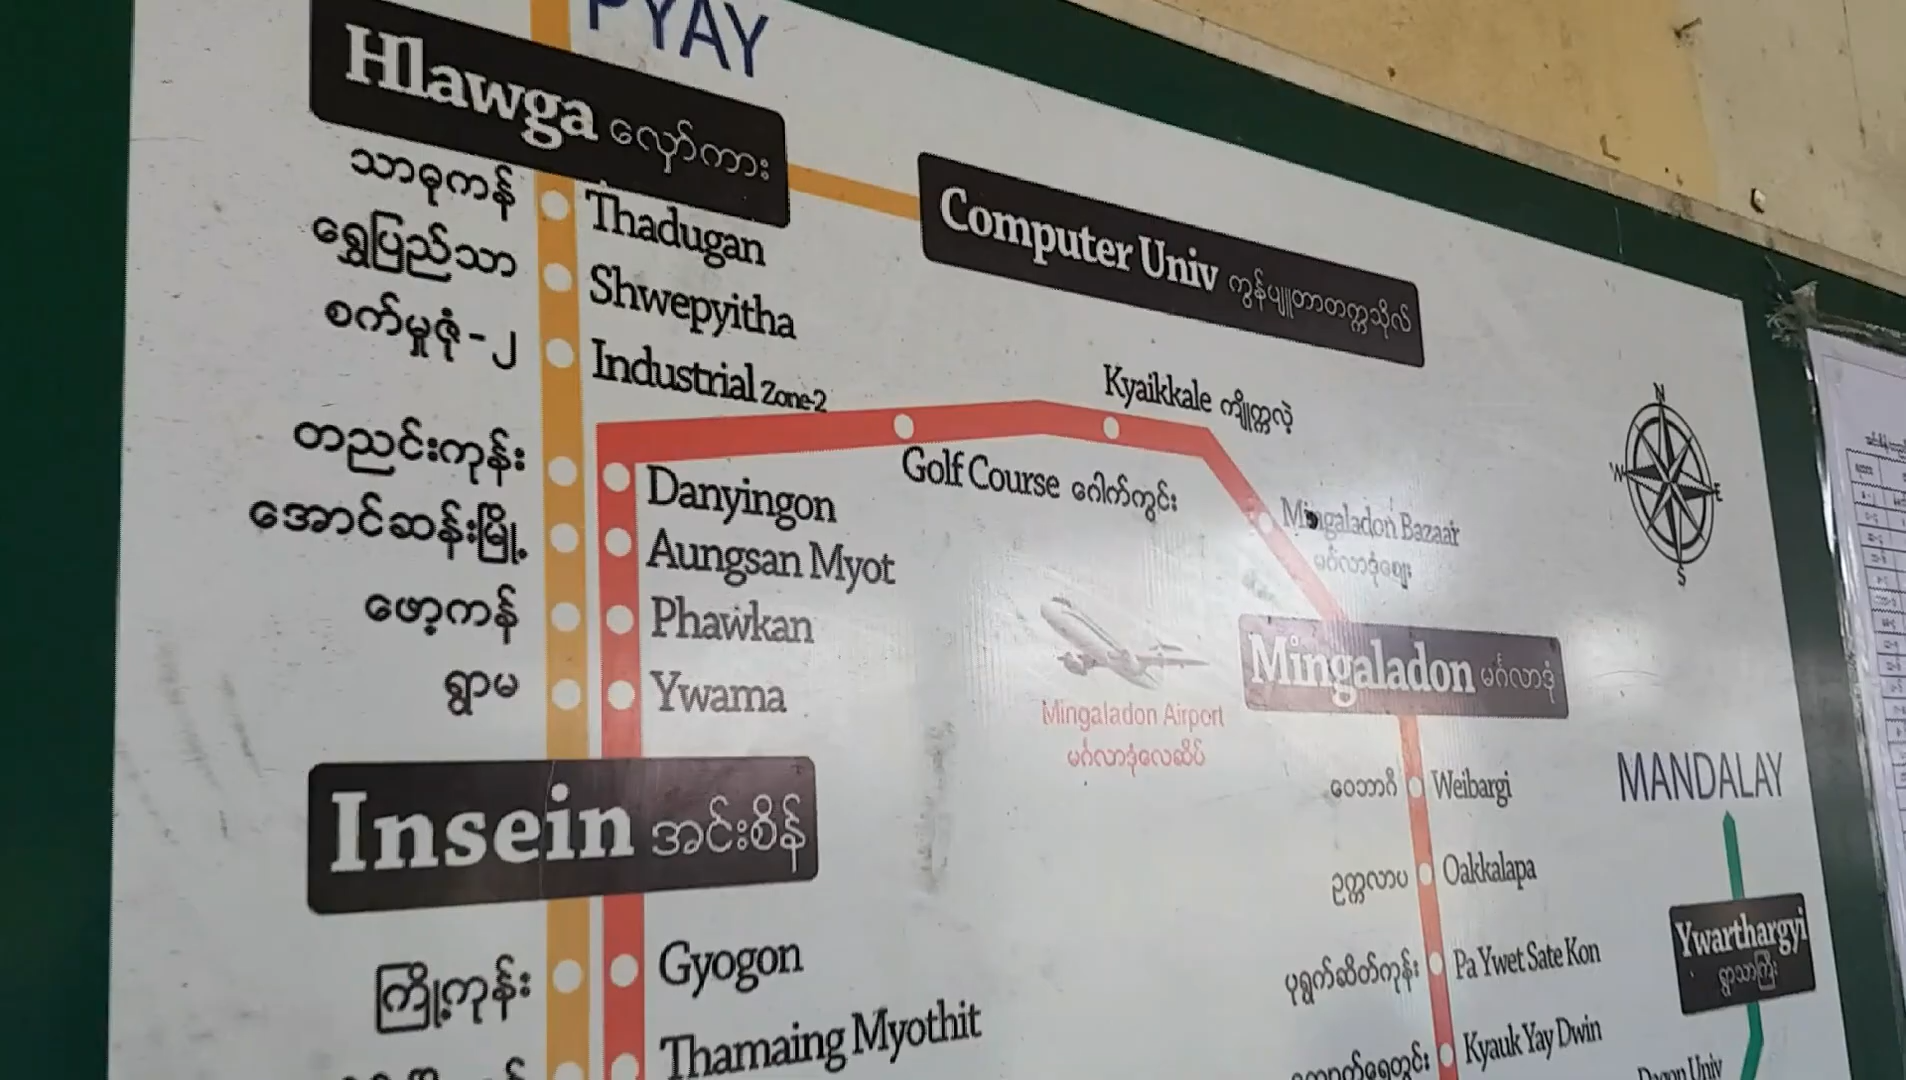 PYAY
Hlawga လှော်ကား
သာဓုကန် Thadugan
ရွှေပြည်သာ Shwepyitha
စက်မှုဇုံ-၂ Industrial Zone-2
Computer Univ ကွန်ပျူတာတက္ကသိုလ်
Kyaikkale ကျိုက္ကလဲ့
Golf Course ဂေါက်ကွင်း
Mingaladon Bazaar
မင်္ဂလာဒုံဈေး
N
W
E
S
တညင်းကုန်း Danyingon
အောင်ဆန်းမြို့ Aungsan Myot
ဖော့ကန် Phawkan
ရွာမ Ywama
Mingaladon မင်္ဂလာဒုံ
Mingaladon Airport
မင်္ဂလာဒုံလေဆိပ်
Insein အင်းစိန်
ဝေဘာဂီ Weibargi
ဥက္ကလာပ Oakkalapa
ပုရွက်ဆိတ်ကုန်း Pa Ywet Sate Kon
Kyauk Yay Dwin
MANDALAY
Ywarthargyi
ရွာသာကြီး
Dagon Univ
ကြို့ကုန်း Gyogon
Thamaing Myothit